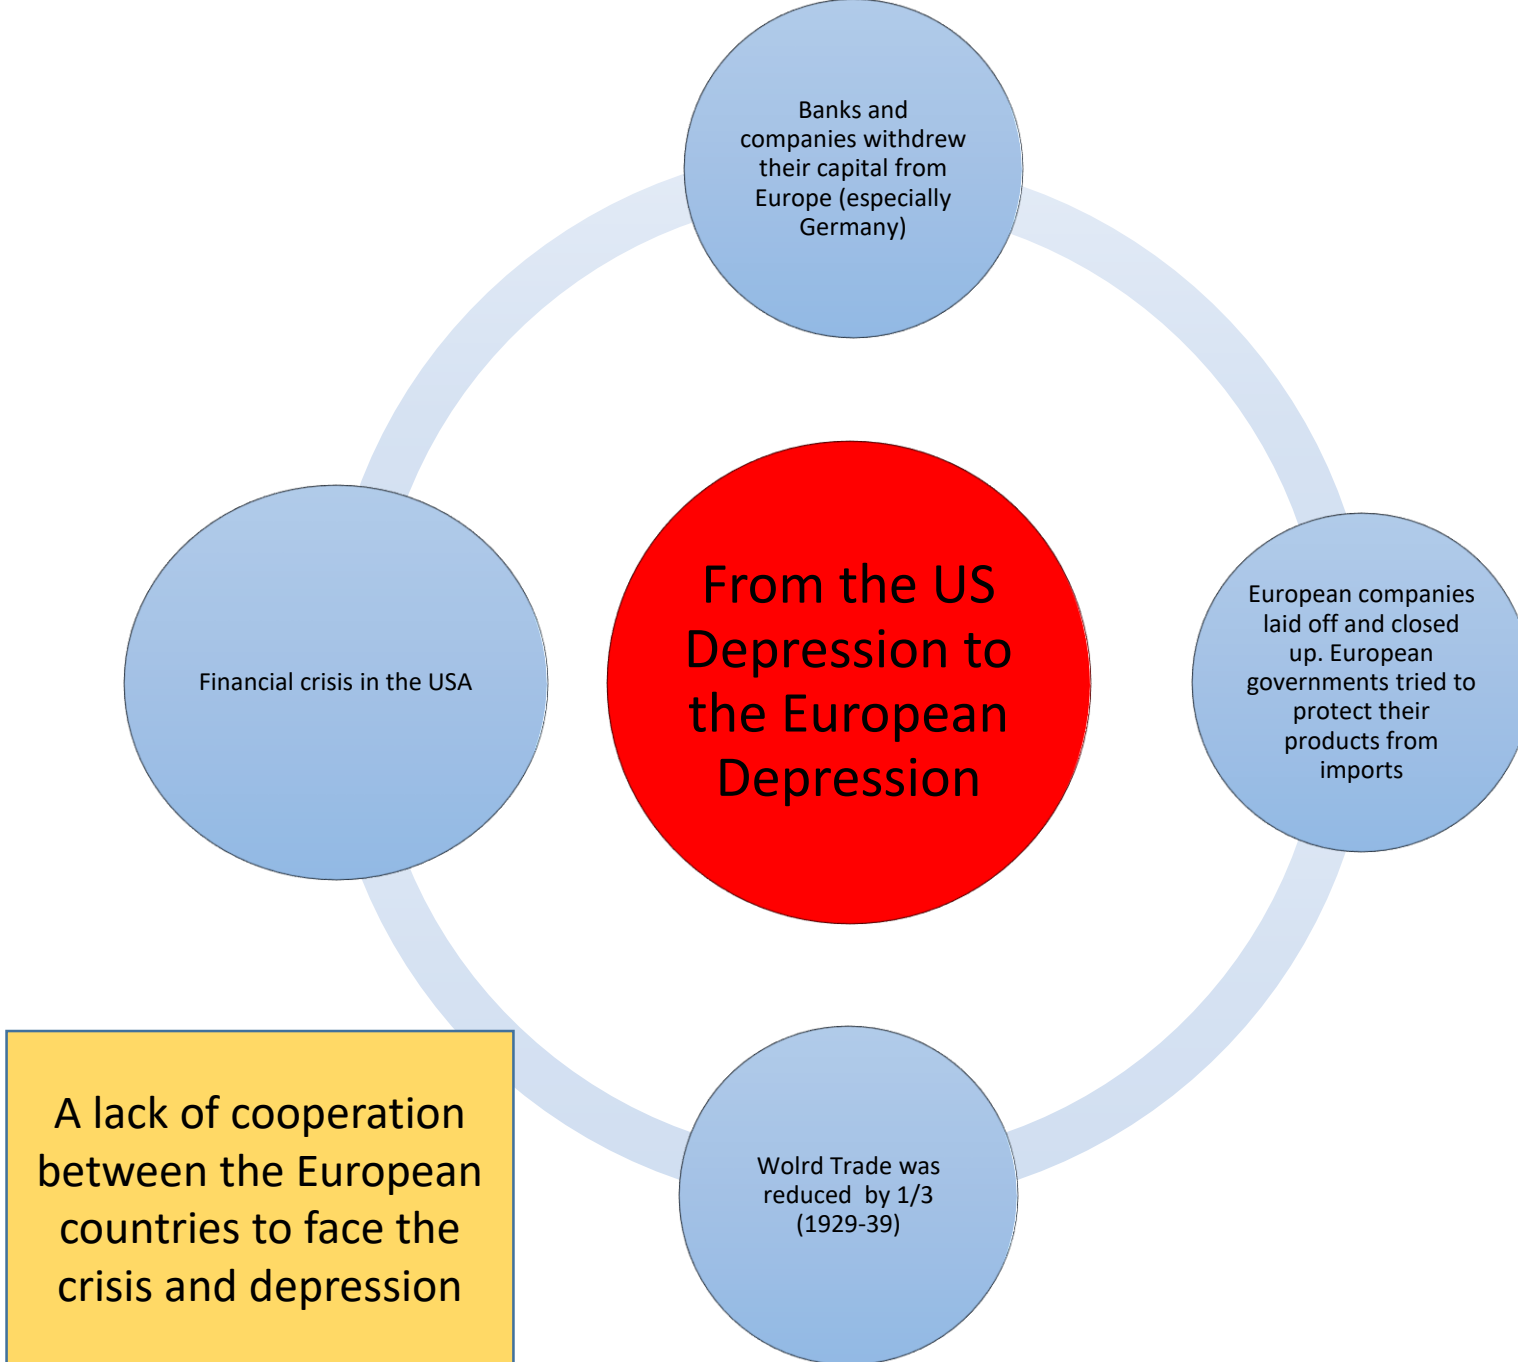 Banks and
companies withdrew
their capital from
Europe (especially
Germany)
Financial crisis in the USA
From the US
Depression to
the European
Depression
European companies
laid off and closed
up. European
governments tried to
protect their
products from
imports
A lack of cooperation
between the European
countries to face the
crisis and depression
Wolrd Trade was
reduced  by 1/3
(1929-39)